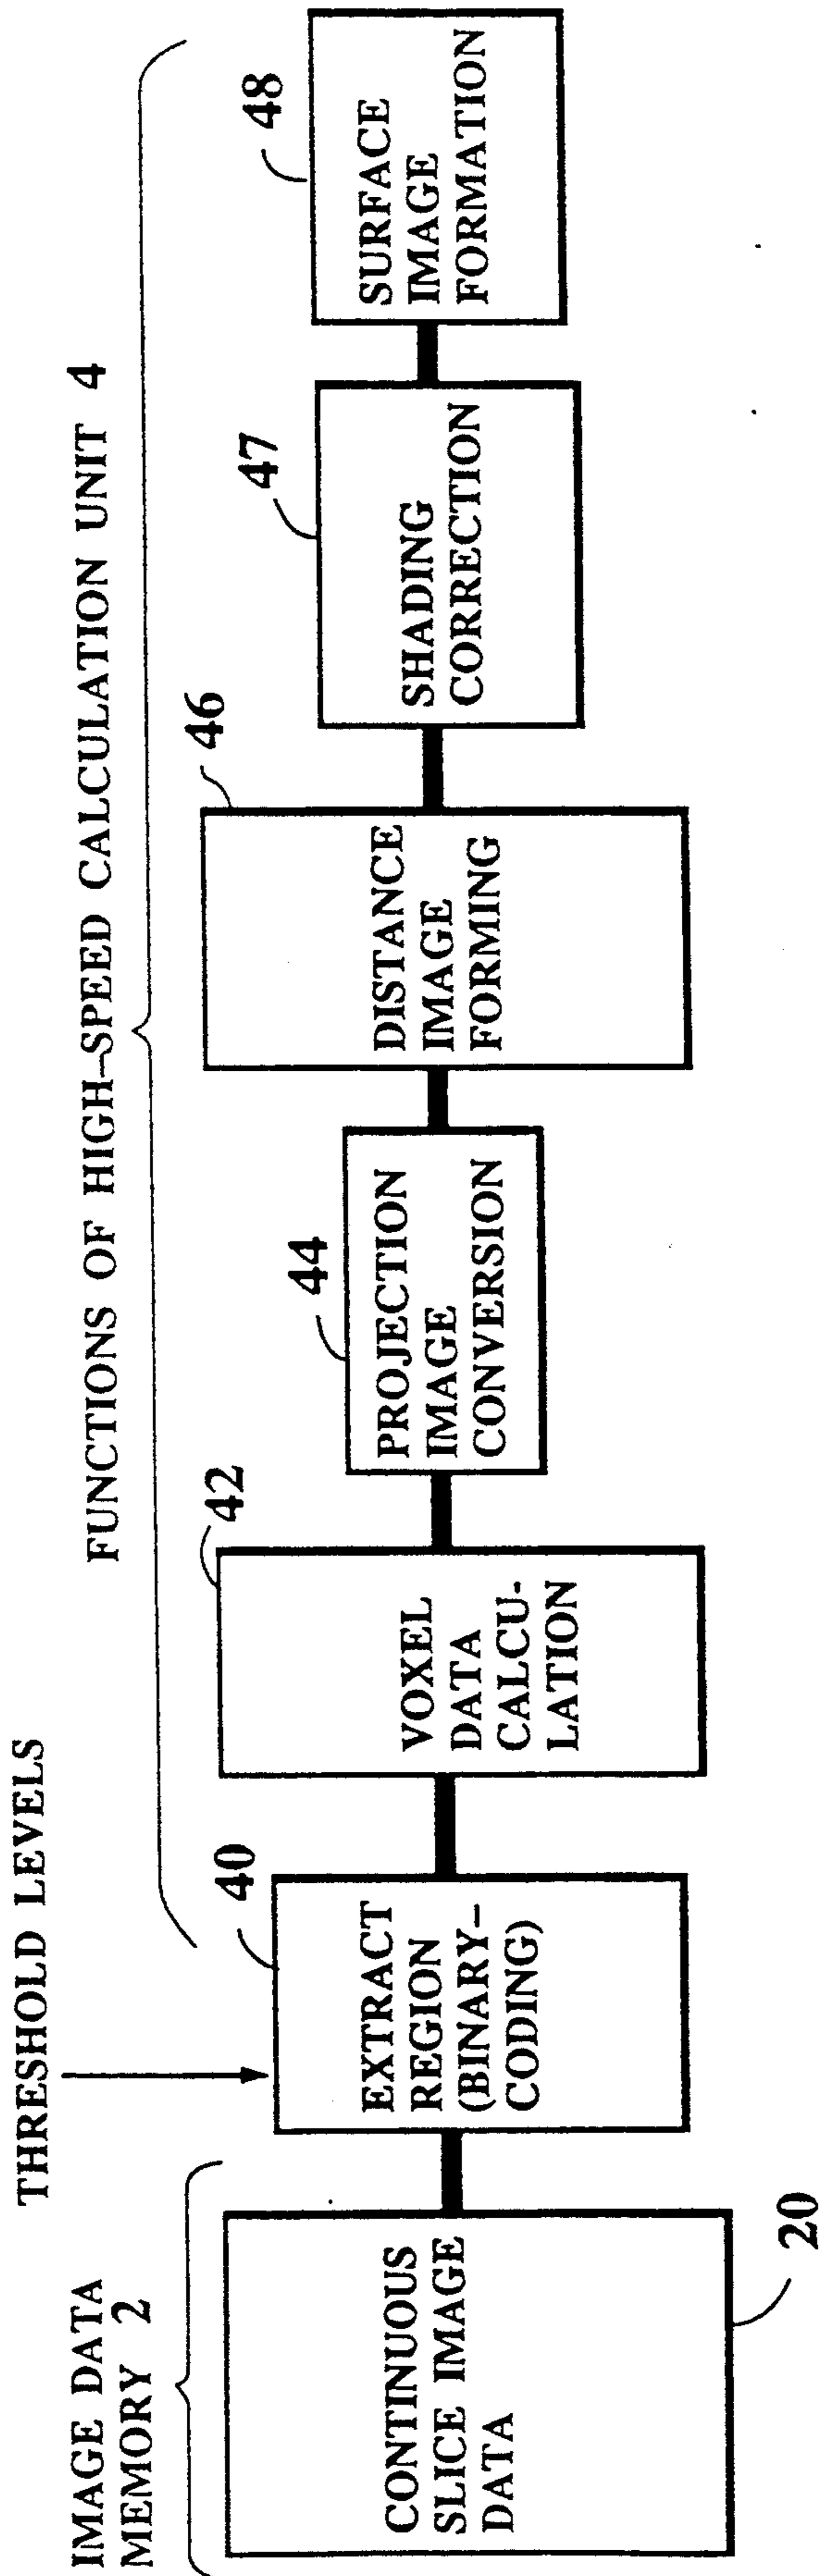 IMAGE DATA
MEMORY 2
THRESHOLD LEVELS
FUNCTIONS OF HIGH-SPEED CALCULATION UNIT 4
CONTINUOUS
SLICE IMAGE
DATA
20
40
EXTRACT
REGION
(BINARY-
CODING)
42
VOXEL
DATA
CALCU-
LATION
44
PROJECTION
IMAGE
CONVERSION
46
DISTANCE
IMAGE
FORMING
47
SHADING
CORRECTION
48
SURFACE
IMAGE
FORMATION